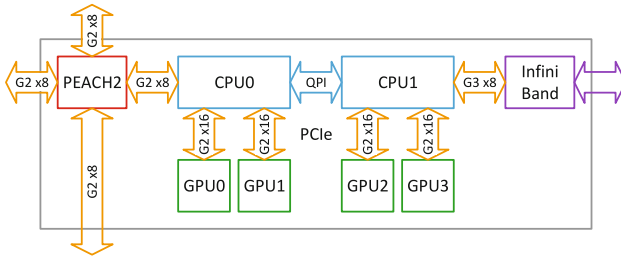 G2 x8
G2 x8
PEACH2
G2 x8
CPU0
QPI
CPU1
G3 x8
Infini
Band
G2 x16
G2 x16
PCIe
G2 x16
G2 x16
G2 x8
GPU0
GPU1
GPU2
GPU3